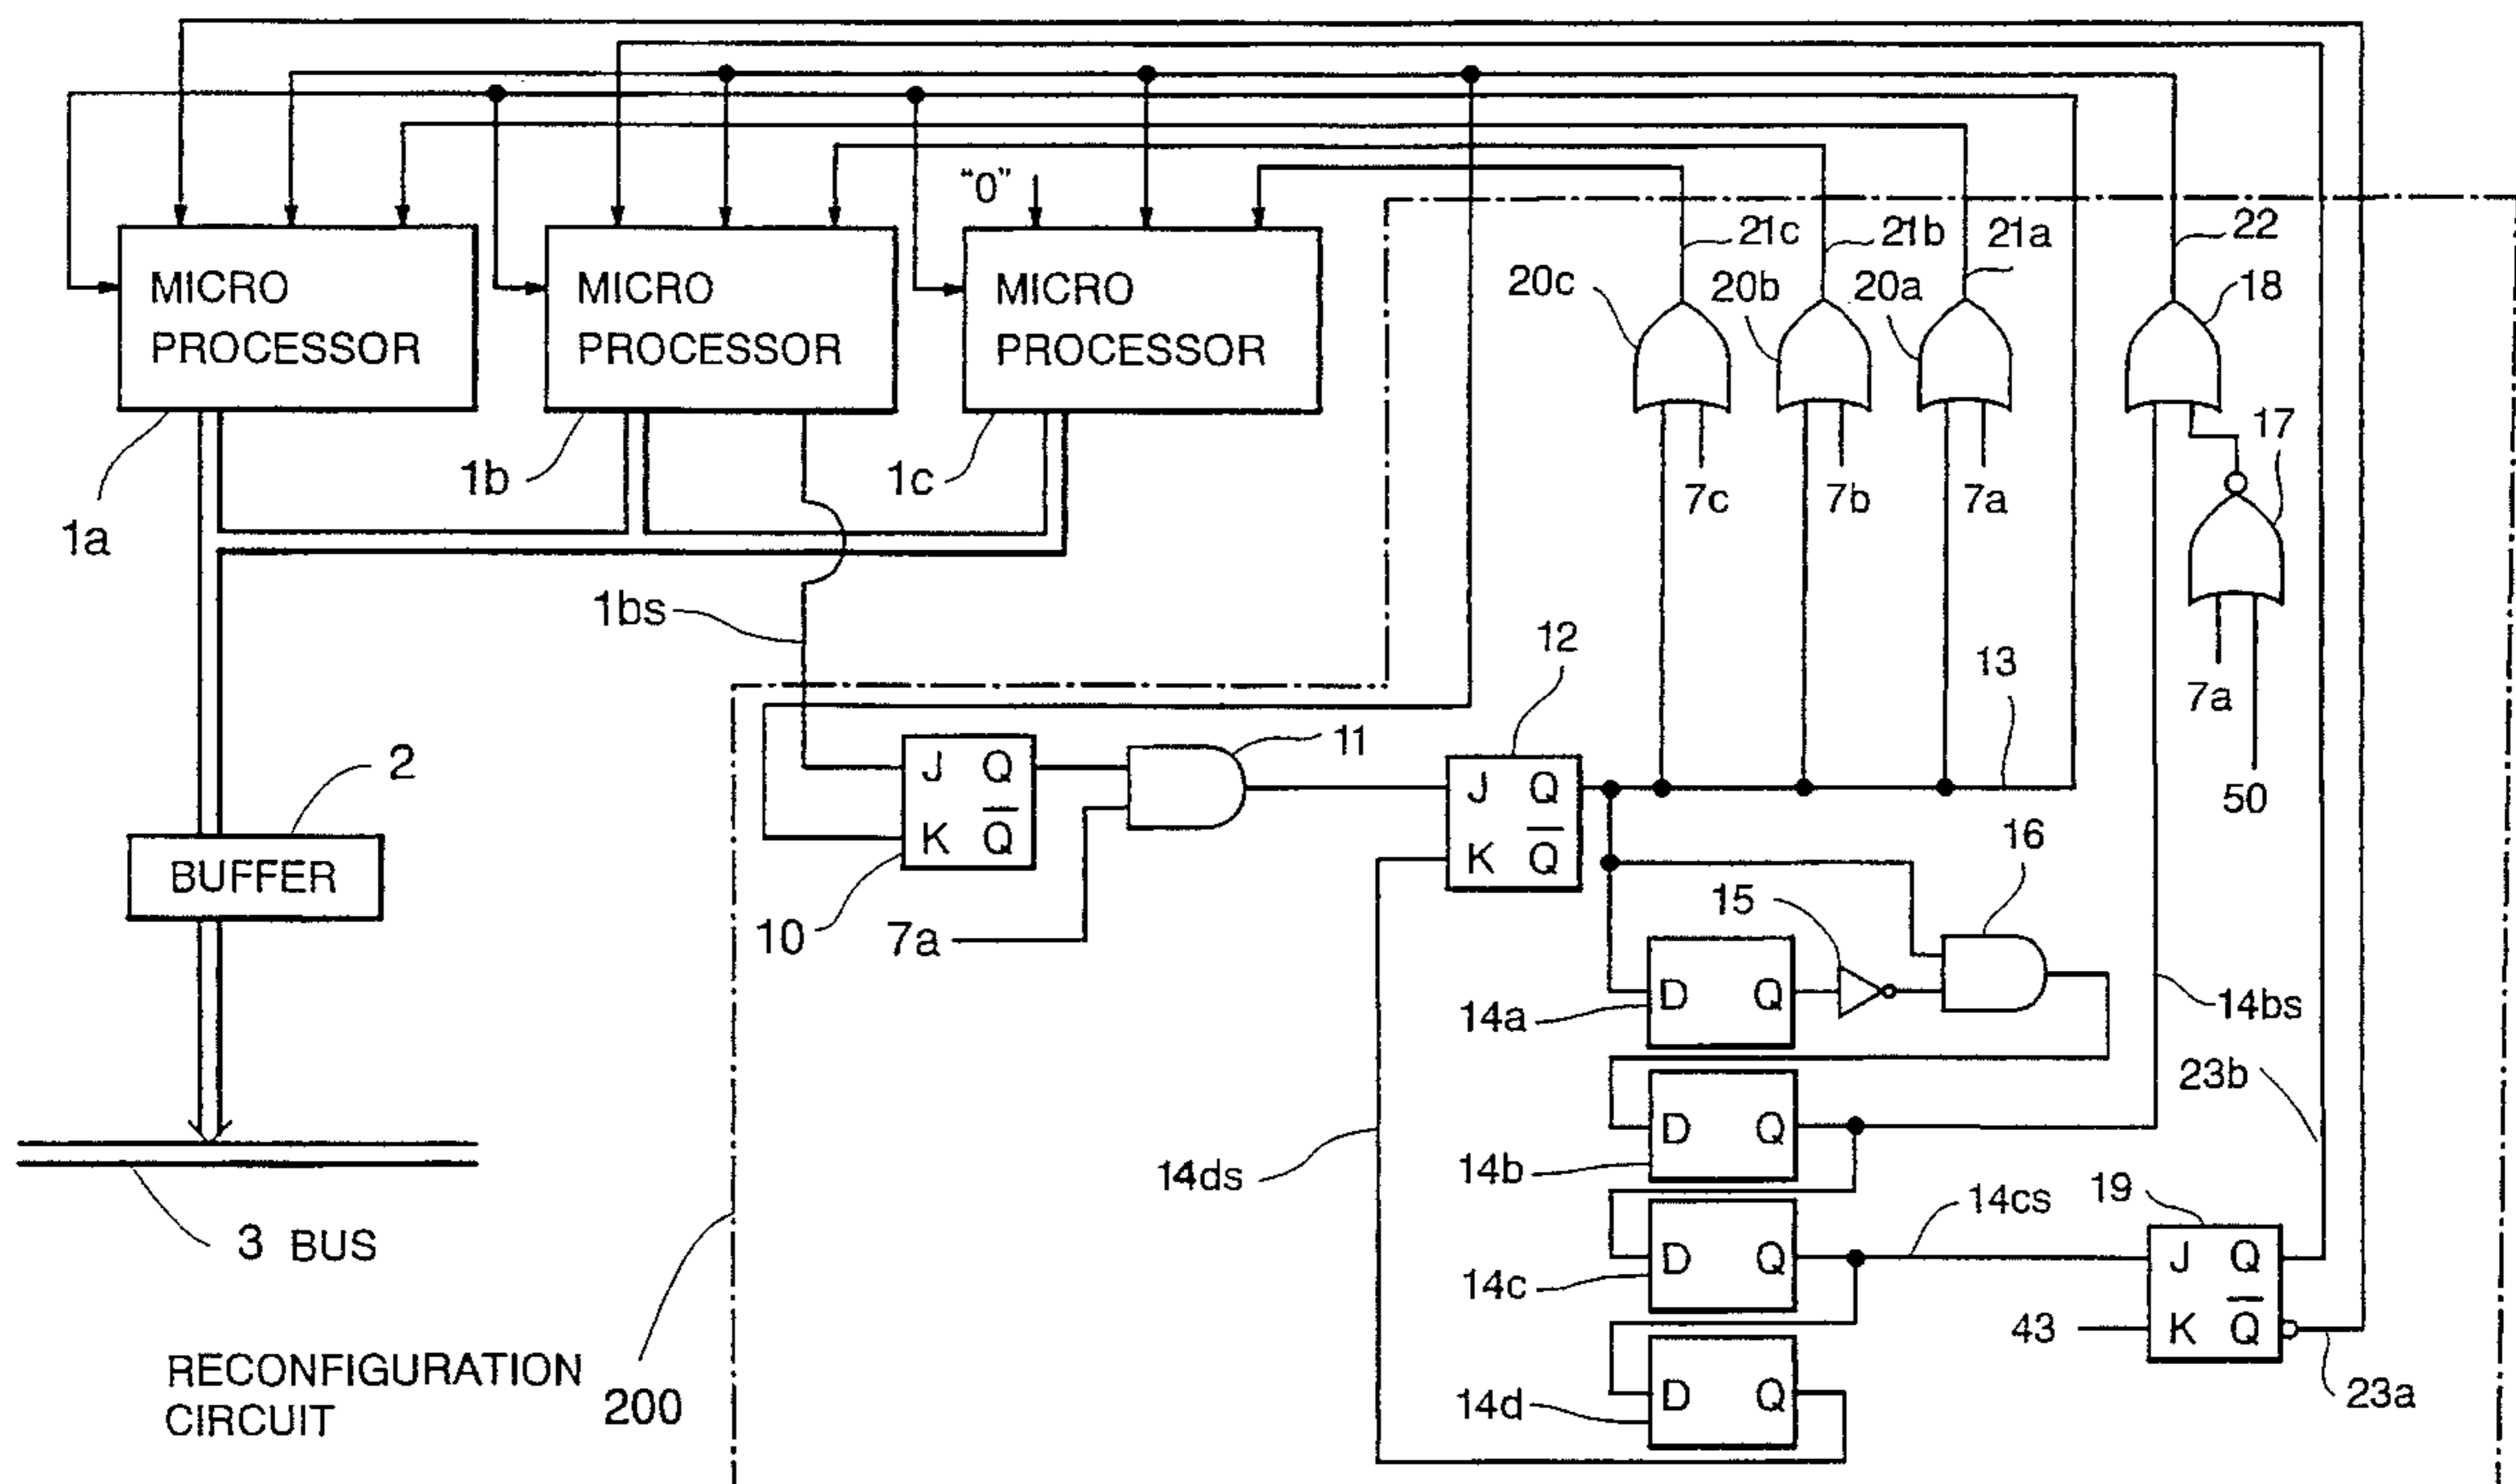 "0"
21c
21b
21a
22
20c
20b
20a
18
MICRO
PROCESSOR
MICRO
PROCESSOR
MICRO
PROCESSOR
17
1a
1b
1c
7c
7b
7a
7a
50
1bs
12
13
2
11
J Q
K Q̅
J Q
K Q̅
BUFFER
10
7a
16
15
D Q
14a
14bs
23b
D Q
14b
14ds
14cs
19
3 BUS
D Q
14c
J Q
K Q̅
43
RECONFIGURATION
CIRCUIT
200
D Q
14d
23a